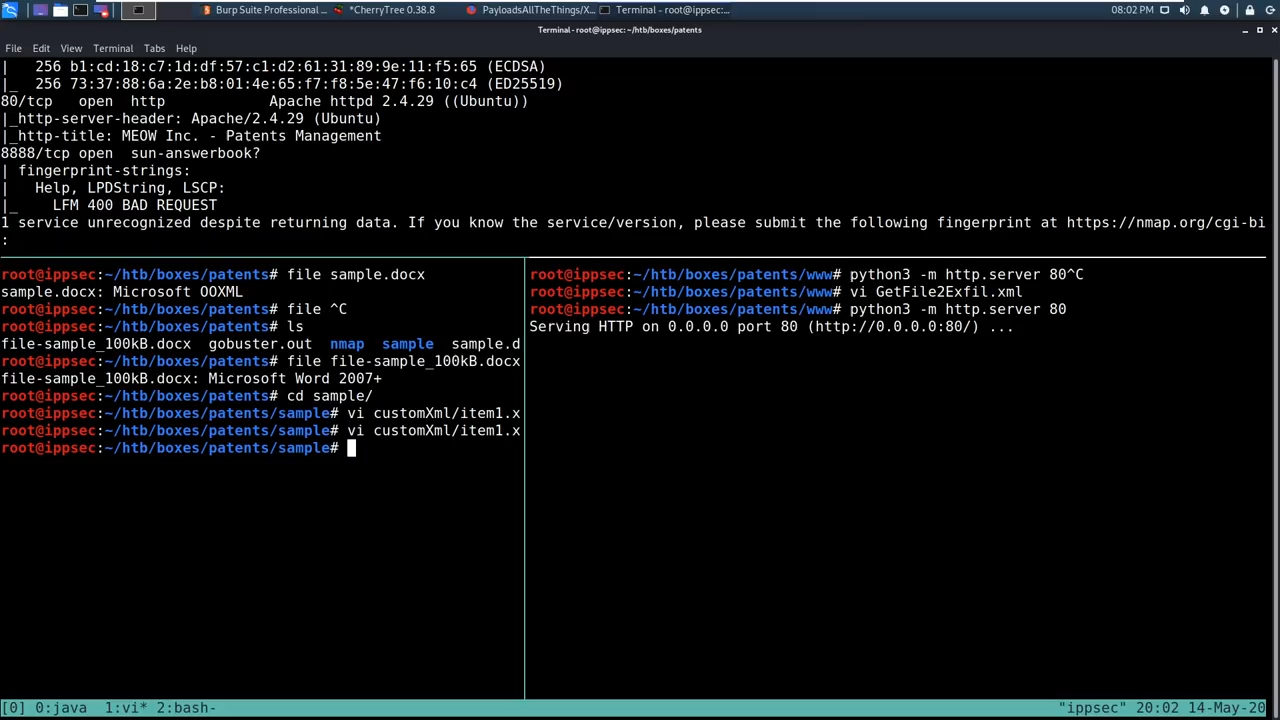 Burp Suite Professional ... *CherryTree 0.38.8 PayloadsAllTheThings/X... Terminal - root@ippsec:... 08:02 PM
Terminal - root@ippsec: ~/htb/boxes/patents
File Edit View Terminal Tabs Help
|   256 b1:cd:18:c7:1d:df:57:c1:d2:61:31:89:9e:11:f5:65 (ECDSA)
|_  256 73:37:88:6a:2e:b8:01:4e:65:f7:f8:5e:47:f6:10:c4 (ED25519)
80/tcp   open  http            Apache httpd 2.4.29 ((Ubuntu))
|_http-server-header: Apache/2.4.29 (Ubuntu)
|_http-title: MEOW Inc. - Patents Management
8888/tcp open  sun-answerbook?
| fingerprint-strings:
|   Help, LPDString, LSCP:
|_    LFM 400 BAD REQUEST
1 service unrecognized despite returning data. If you know the service/version, please submit the following fingerprint at https://nmap.org/cgi-bi
:
root@ippsec:~/htb/boxes/patents# file sample.docx
sample.docx: Microsoft OOXML
root@ippsec:~/htb/boxes/patents# file ^C
root@ippsec:~/htb/boxes/patents# ls
file-sample_100kB.docx  gobuster.out  nmap  sample  sample.d
root@ippsec:~/htb/boxes/patents# file file-sample_100kB.docx
file-sample_100kB.docx: Microsoft Word 2007+
root@ippsec:~/htb/boxes/patents# cd sample/
root@ippsec:~/htb/boxes/patents/sample# vi customXml/item1.x
root@ippsec:~/htb/boxes/patents/sample# vi customXml/item1.x
root@ippsec:~/htb/boxes/patents/sample#
root@ippsec:~/htb/boxes/patents/www# python3 -m http.server 80^C
root@ippsec:~/htb/boxes/patents/www# vi GetFile2Exfil.xml
root@ippsec:~/htb/boxes/patents/www# python3 -m http.server 80
Serving HTTP on 0.0.0.0 port 80 (http://0.0.0.0:80/) ...
[0] 0:java  1:vi* 2:bash- "ippsec" 20:02 14-May-20